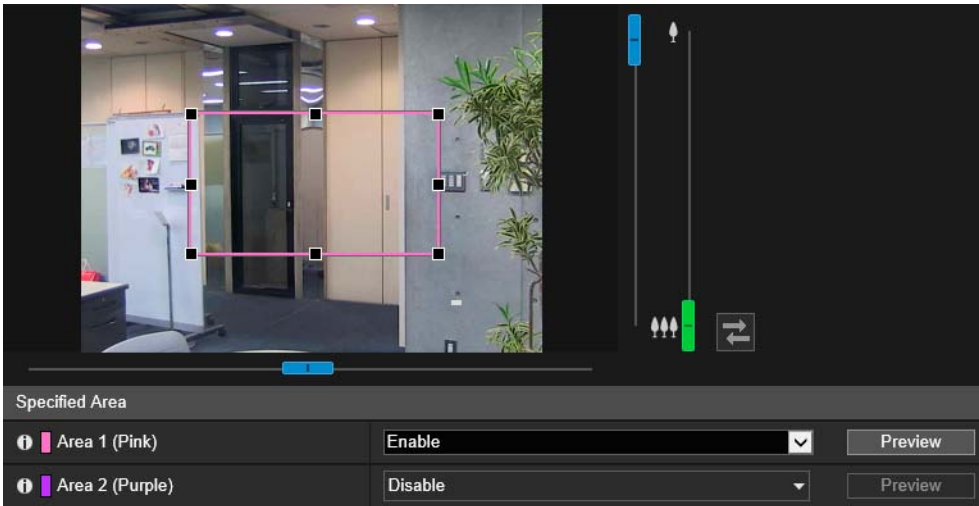 Specified Area
Area 1 (Pink) Enable Preview
Area 2 (Purple) Disable Preview